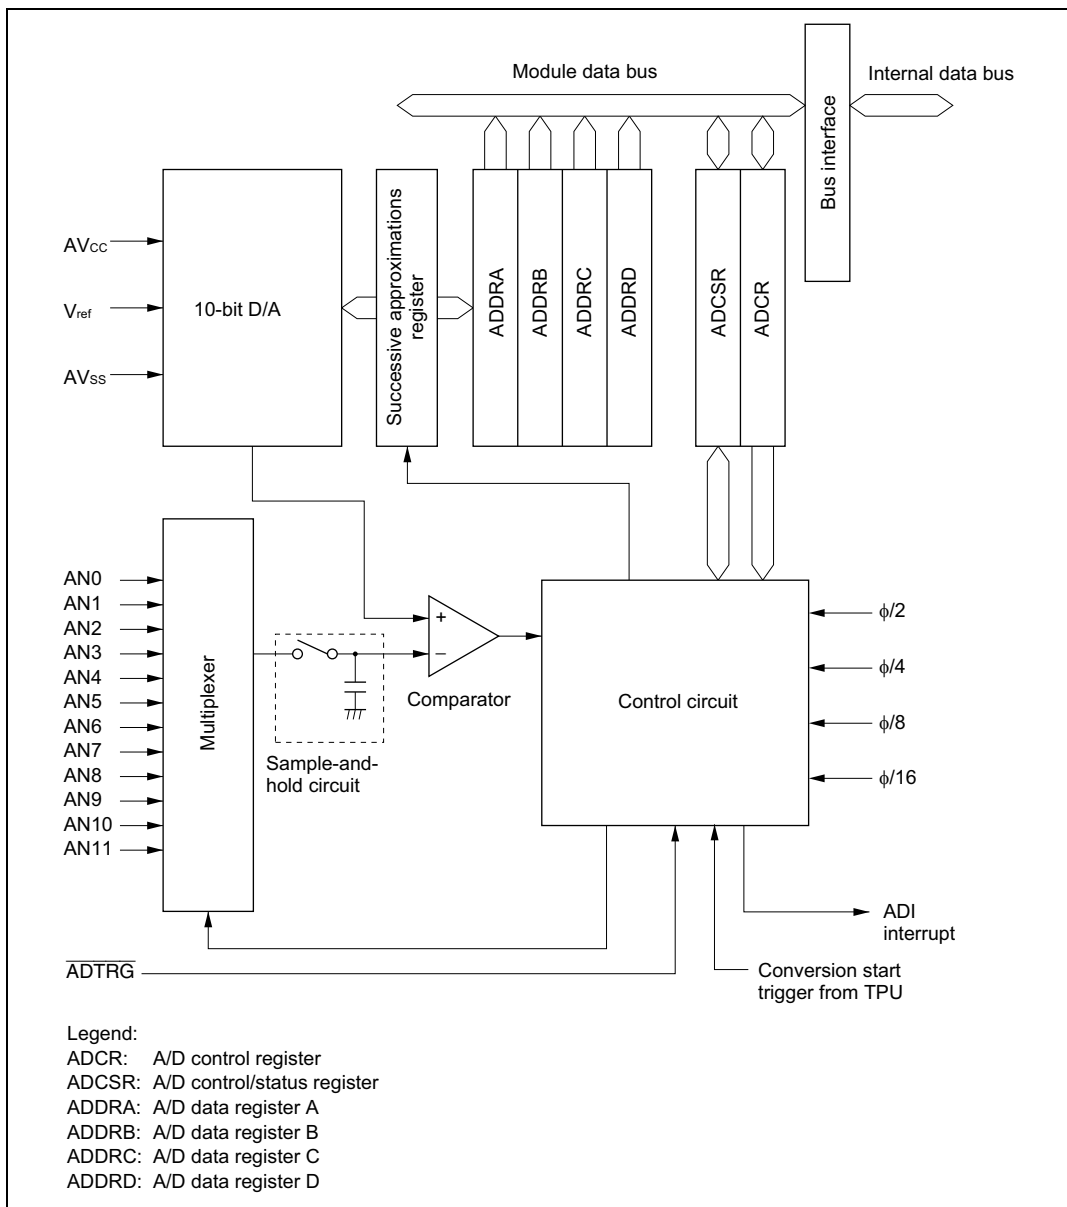 Module data bus
Internal data bus
Bus interface
AVCC
Vref
AVSS
10-bit D/A
Successive approximations
register
ADDRA
ADDRB
ADDRC
ADDRD
ADCSR
ADCR
AN0
AN1
AN2
AN3
AN4
AN5
AN6
AN7
AN8
AN9
AN10
AN11
Multiplexer
+
−
Comparator
Sample-and-
hold circuit
Control circuit
ϕ/2
ϕ/4
ϕ/8
ϕ/16
ADI
interrupt
ADTRG
Conversion start
trigger from TPU
Legend:
ADCR: A/D control register
ADCSR: A/D control/status register
ADDRA: A/D data register A
ADDRB: A/D data register B
ADDRC: A/D data register C
ADDRD: A/D data register D